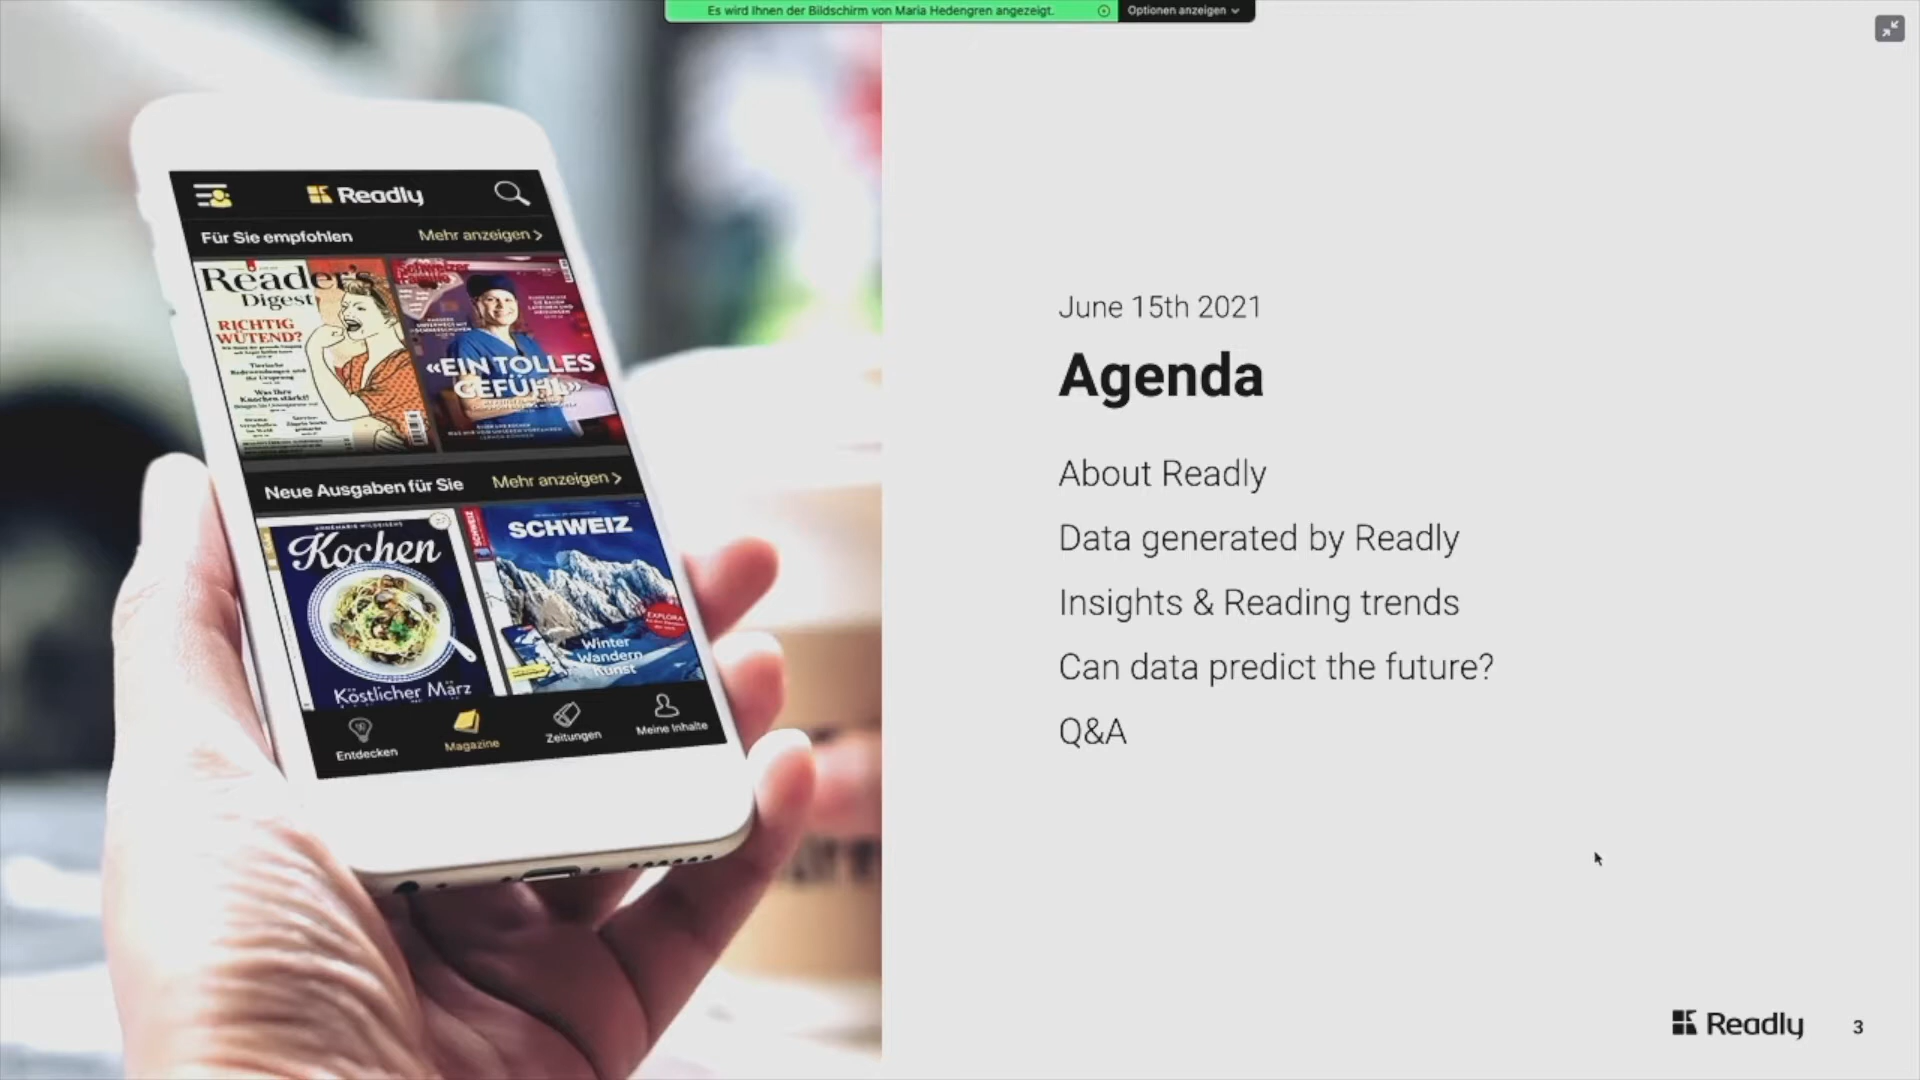 Es wird Ihnen der Bildschirm von Maria Hedengren angezeigt.
Optionen anzeigen
Readly
Für Sie empfohlen
Mehr anzeigen
Reader's
Digest
RICHTIG
WÜTEND?
«EIN TOLLES
GEFÜHL»
Neue Ausgaben für Sie
Mehr anzeigen
Kochen
Köstlicher März
SCHWEIZ
SCHWEIZ
EXPLORA
Winter
Wandern
Kunst
Entdecken
Magazine
Zeitungen
Meine Inhalte
June 15th 2021
Agenda
About Readly
Data generated by Readly
Insights & Reading trends
Can data predict the future?
Q&A
Readly
3